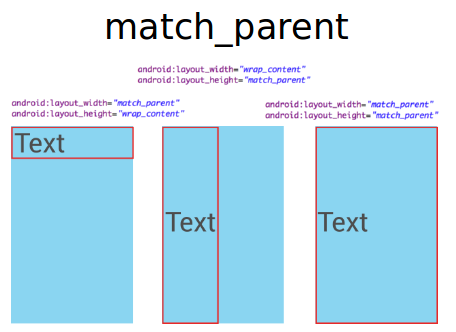 match_parent
android:layout_width="wrap_content"
android:layout_height="match_parent"
android:layout_width="match_parent"
android:layout_height="wrap_content"
android:layout_width="match_parent"
android:layout_height="match_parent"
Text
Text
Text